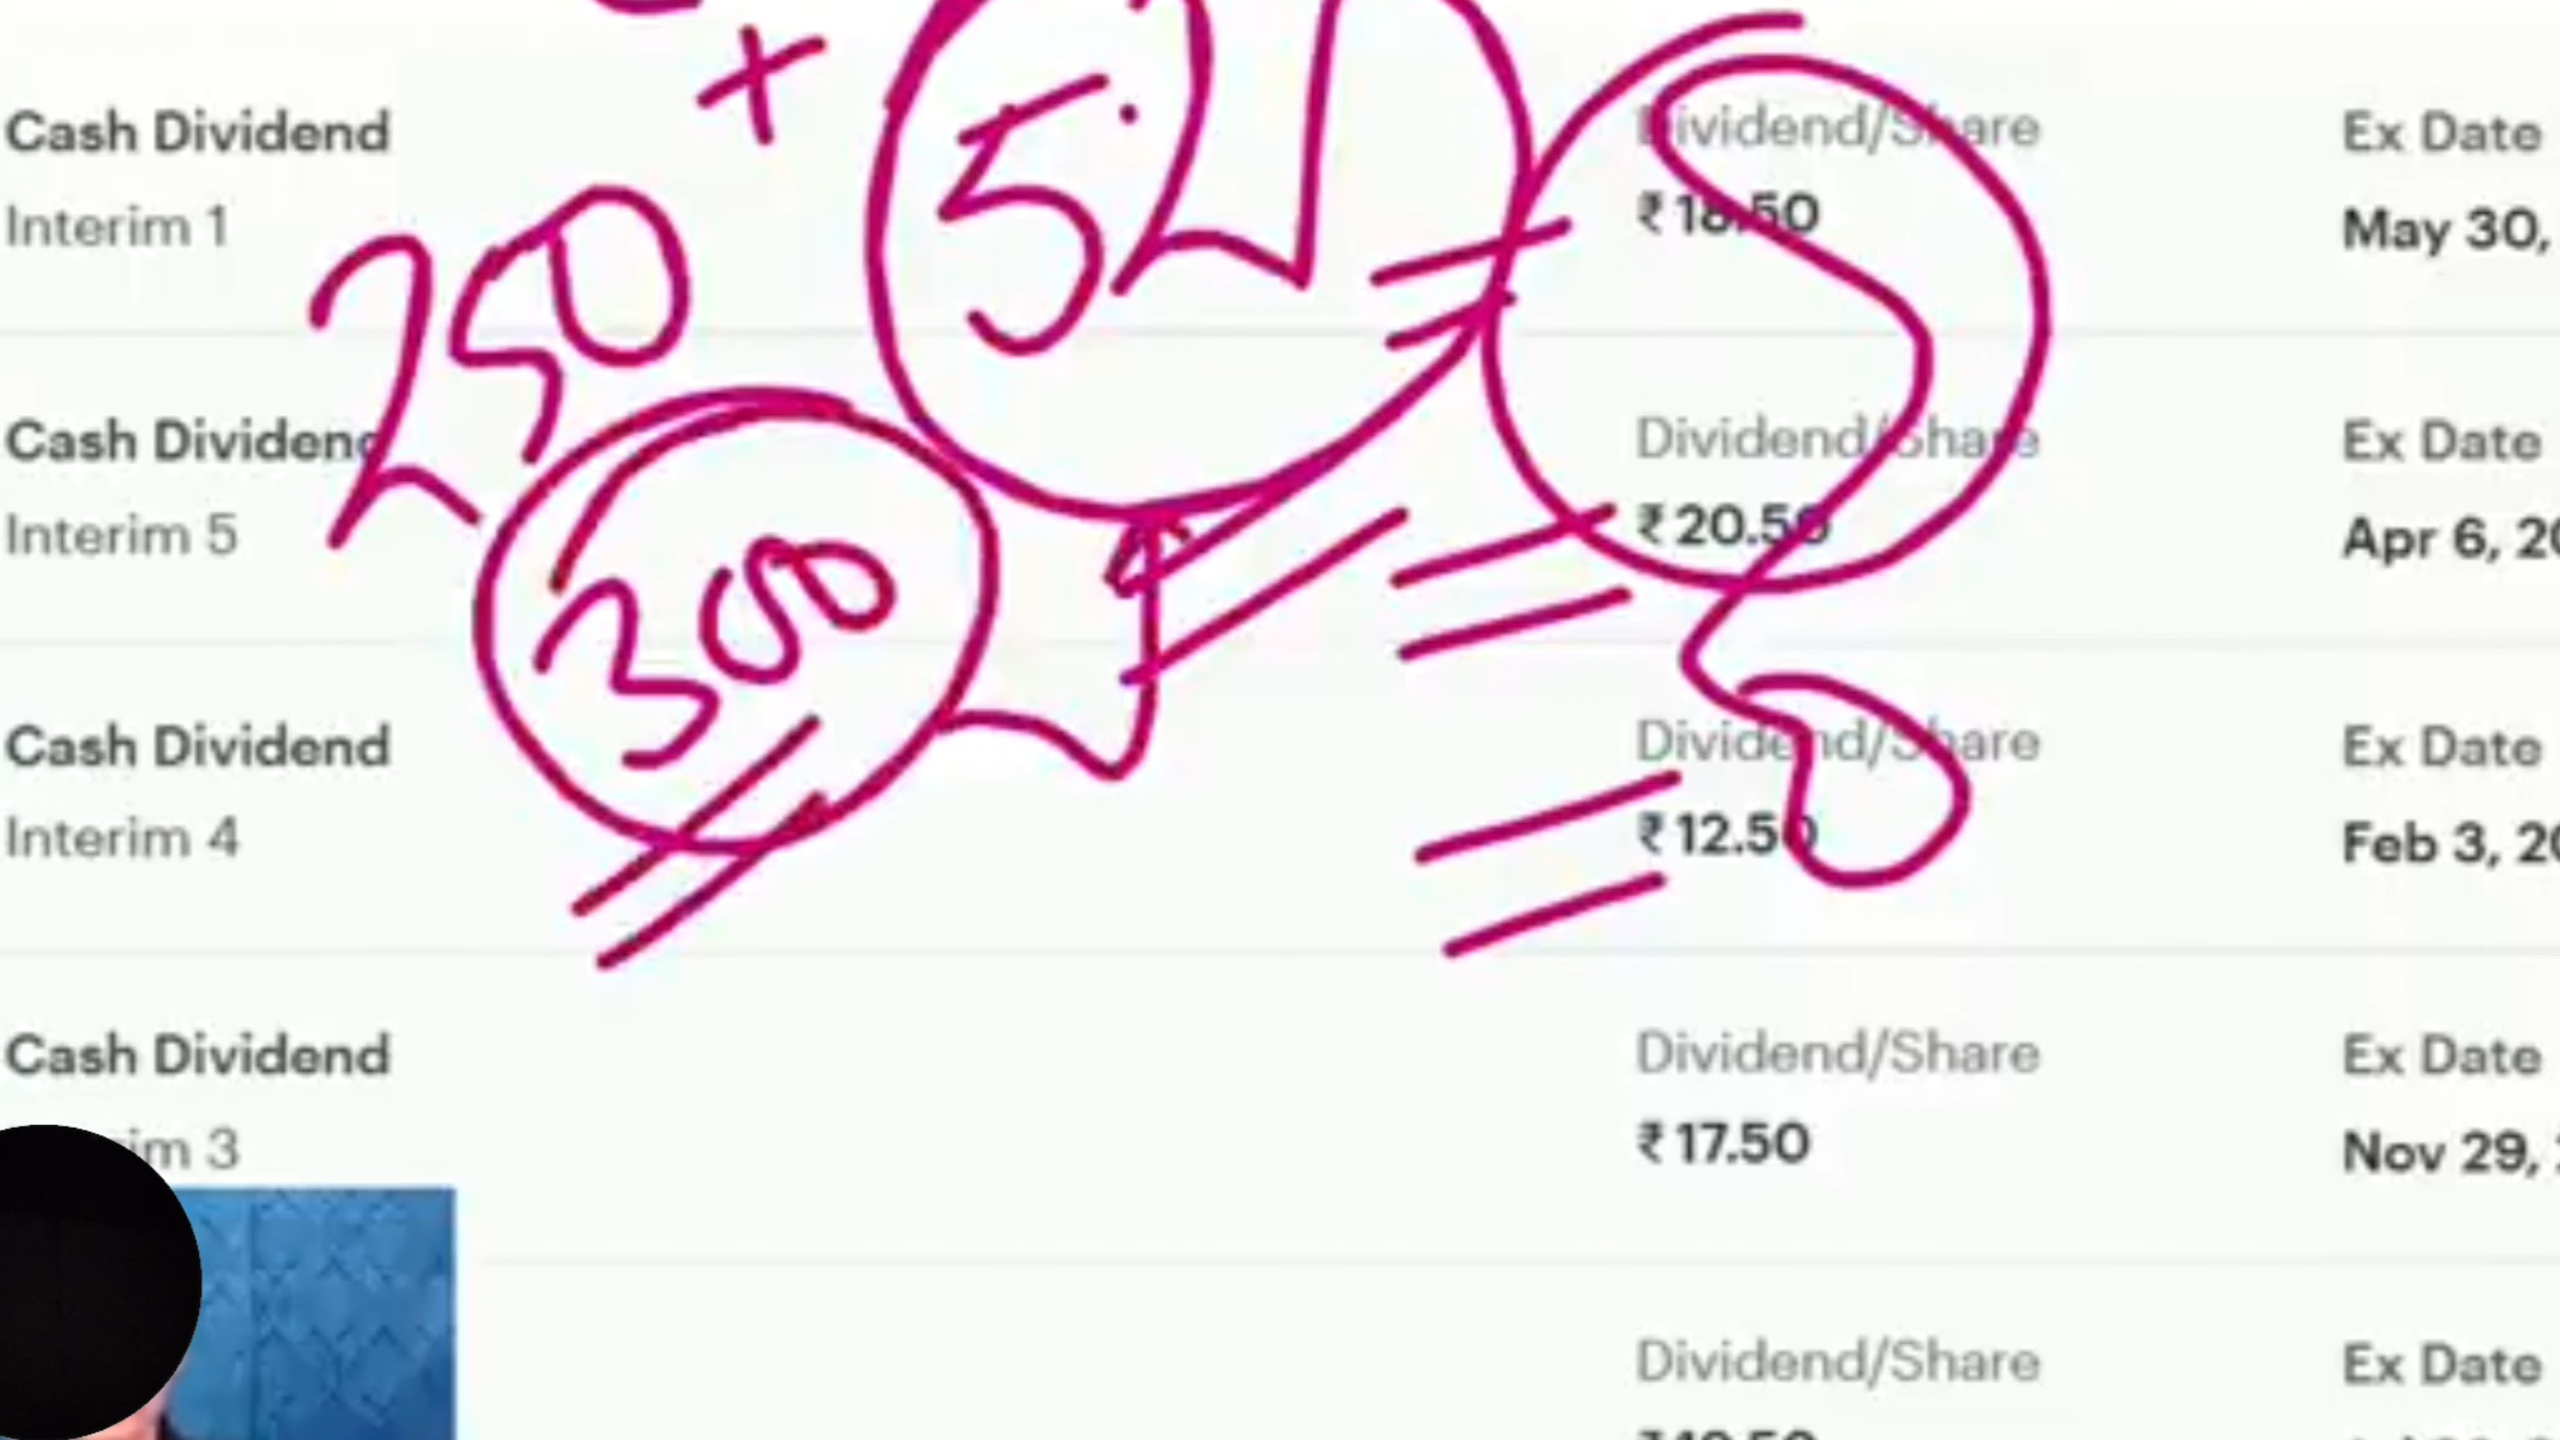 +
Cash Dividend Dividend/Share Ex Date
Interim 1 ₹18.50 May 30,
250
5.21
Cash Dividend Dividend/Share Ex Date
Interim 5 ₹20.50 Apr 6, 20
300
Cash Dividend Dividend/Share Ex Date
Interim 4 ₹12.50 Feb 3, 20
Cash Dividend Dividend/Share Ex Date
im 3 ₹17.50 Nov 29,
Dividend/Share Ex Date